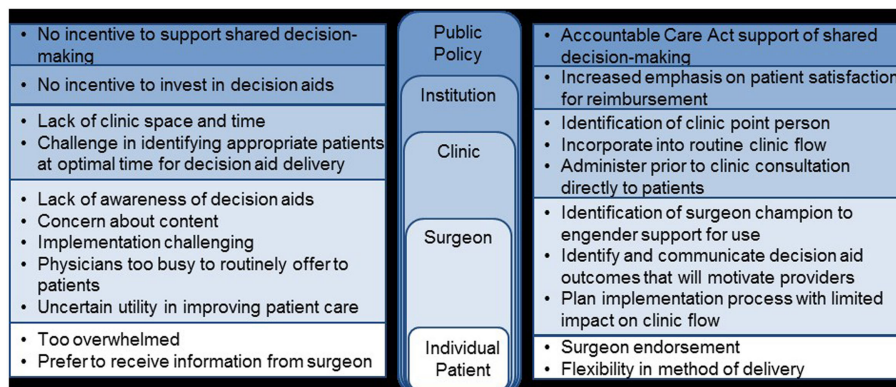 • No incentive to support shared decision-
making
• No incentive to invest in decision aids
• Lack of clinic space and time
• Challenge in identifying appropriate patients
at optimal time for decision aid delivery
• Lack of awareness of decision aids
• Concern about content
• Implementation challenging
• Physicians too busy to routinely offer to
patients
• Uncertain utility in improving patient care
• Too overwhelmed
• Prefer to receive information from surgeon
Public
Policy
Institution
Clinic
Surgeon
Individual
Patient
• Accountable Care Act support of shared
decision-making
• Increased emphasis on patient satisfaction
for reimbursement
• Identification of clinic point person
• Incorporate into routine clinic flow
• Administer prior to clinic consultation
directly to patients
• Identification of surgeon champion to
engender support for use
• Identify and communicate decision aid
outcomes that will motivate providers
• Plan implementation process with limited
impact on clinic flow
• Surgeon endorsement
• Flexibility in method of delivery